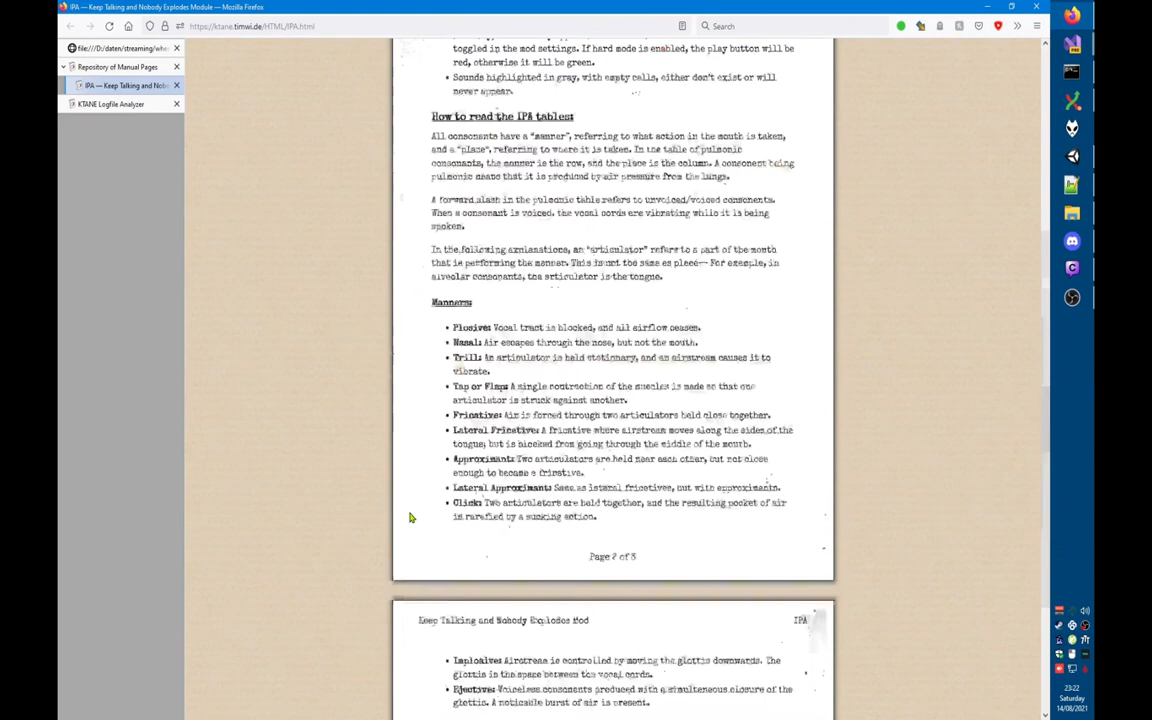 IPA — Keep Talking and Nobody Explodes Module — Mozilla Firefox
https://ktane.timwi.de/HTML/IPA.html
Search
file:///D:/daten/streaming/whe
Repository of Manual Pages
IPA — Keep Talking and Nob
KTANE Logfile Analyzer
toggled in the mod settings. If hard mode is enabled, the play button will be
red, otherwise it will be green.
Sounds highlighted in gray, with empty cells, either don't exist or will
never appear.
How to read the IPA tables:
All consonants have a "manner", referring to what action in the mouth is taken,
and a "place", referring to where it is taken. In the table of pulmonic
consonants, the manner is the row, and the place is the column. A consonent being
pulmonic means that it is produced by air pressure from the lungs.
A forward slash in the pulmonic table refers to unvoiced/voiced consonents.
When a consonant is voiced, the vocal cords are vibrating while it is being
spoken.
In the following explanations, an "articulator" refers to a part of the mouth
that is performing the manner. This isn't the same as place— For example, in
alveolar consonants, the articulator is the tongue.
Manners:
Plosive: Vocal tract is blocked, and all airflow ceases.
Nasal: Air escapes through the nose, but not the mouth.
Trill: An articulator is held stationary, and an airstream causes it to
vibrate.
Tap or Flap: A single contraction of the muscles is made so that one
articulator is struck against another.
Fricative: Air is forced through two articulators held close together.
Lateral Fricative: A fricative where airstream moves along the sides of the
tongue, but is blocked from going through the middle of the mouth.
Approximant: Two articulators are held near each other, but not close
enough to become a fricative.
Lateral Approximant: Same as lateral fricatives, but with approximants.
Click: Two articulators are held together, and the resulting pocket of air
is rarefied by a sucking action.
Page 2 of 3
Keep Talking and Nobody Explodes Mod
IPA
Implosive: Airstream is controlled by moving the glottis downwards. The
glottis is the space between the vocal cords.
Ejective: Voiceless consonants produced with a simultaneous closure of the
glottis. A noticable burst of air is present.
23:22
Saturday
14/08/2021